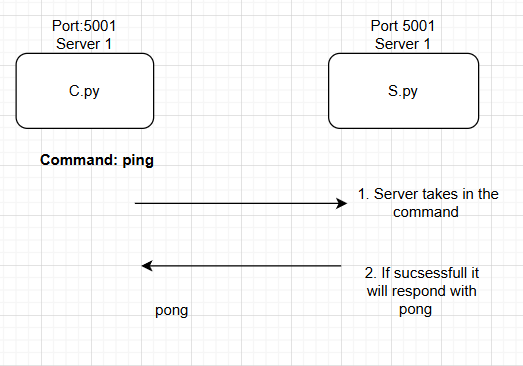 Port:5001
Server 1
C.py
Port 5001
Server 1
S.py
Command: ping
1. Server takes in the
command
2. If sucsessfull it
will respond with
pong
pong